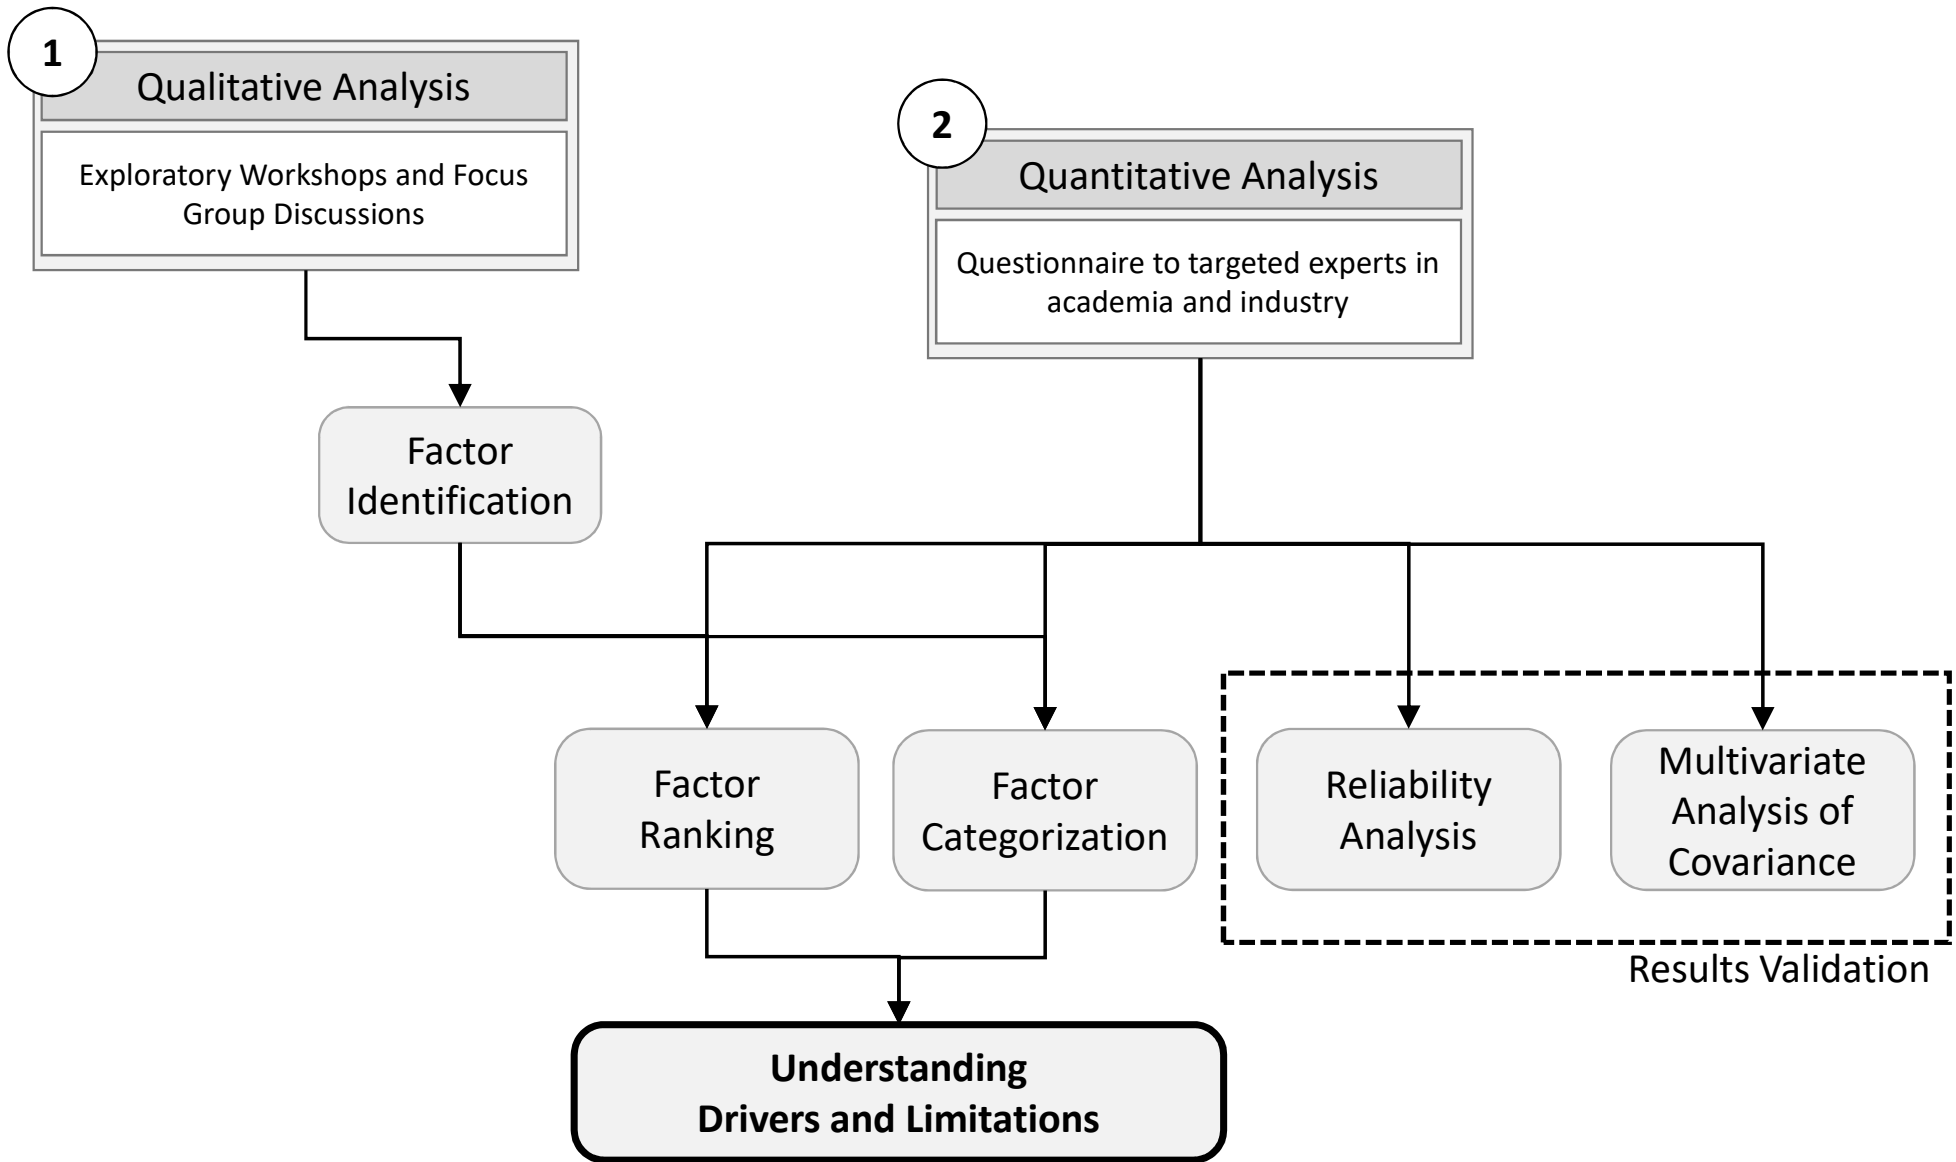 1
Qualitative Analysis
Exploratory Workshops and Focus
Group Discussions
2
Quantitative Analysis
Questionnaire to targeted experts in
academia and industry
Factor
Identification
Factor
Ranking
Factor
Categorization
Reliability
Analysis
Multivariate
Analysis of
Covariance
Results Validation
Understanding
Drivers and Limitations